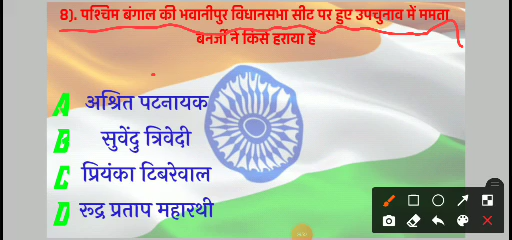 8). पश्चिम बंगाल की भवानीपुर विधानसभा सीट पर हुए उपचुनाव में ममता
बनर्जी ने किसे हराया है
A अश्रित पटनायक
B सुवेंदु त्रिवेदी
C प्रियंका टिबरेवाल
D रुद्र प्रताप महारथी